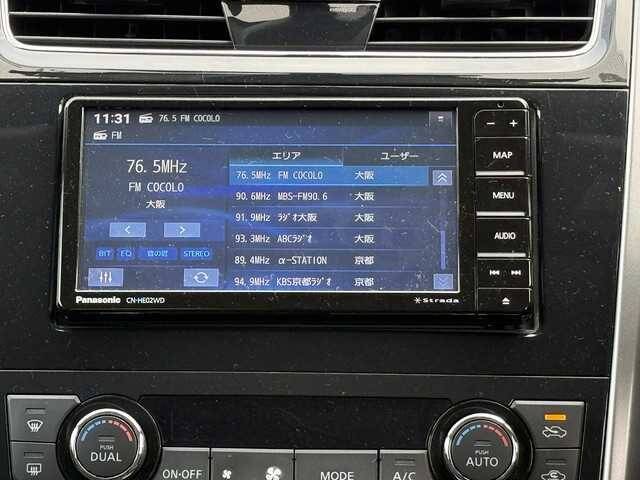 11:31 76.5 FM COCOLO
FM
76.5MHz
FM COCOLO
大阪
BIT EQ 音の匠 STEREO
エリア ユーザー
76.5MHz FM COCOLO 大阪
90.6MHz MBS-FM90.6 大阪
91.9MHz ﾗｼﾞｵ大阪 大阪
93.3MHz ABCﾗｼﾞｵ 大阪
89.4MHz α-STATION 京都
94.9MHz KBS京都ﾗｼﾞｵ 京都
Panasonic CN-HE02WD Strada
- +
MAP
MENU
AUDIO
PUSH
DUAL
ON·OFF
MODE
A/C
PUSH
AUTO